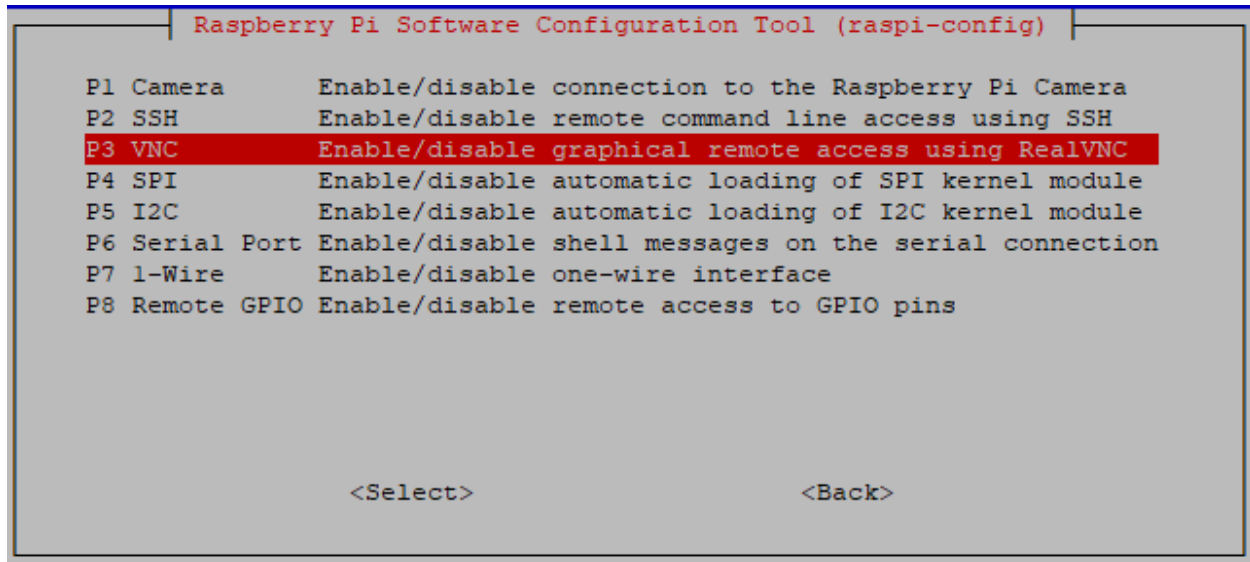 Raspberry Pi Software Configuration Tool (raspi-config)
P1 Camera Enable/disable connection to the Raspberry Pi Camera
P2 SSH Enable/disable remote command line access using SSH
P3 VNC Enable/disable graphical remote access using RealVNC
P4 SPI Enable/disable automatic loading of SPI kernel module
P5 I2C Enable/disable automatic loading of I2C kernel module
P6 Serial Port Enable/disable shell messages on the serial connection
P7 1-Wire Enable/disable one-wire interface
P8 Remote GPIO Enable/disable remote access to GPIO pins
<Select> <Back>